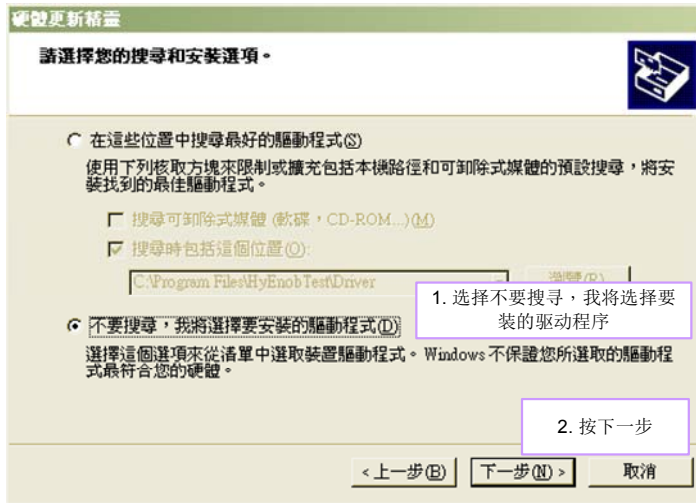 硬體更新精靈
請選擇您的搜尋和安裝選項。
在這些位置中搜尋最好的驅動程式(S)
使用下列核取方塊來限制或擴充包括本機路徑和可卸除式媒體的預設搜尋，將安
裝找到的最佳驅動程式。
搜尋可卸除式媒體 (軟碟，CD-ROM...)(M)
搜尋時包括這個位置(O):
C:\Program Files\HyEnobTest\Driver
瀏覽(R)
1. 选择不要搜寻，我将选择要
装的驱动程序
不要搜尋，我將選擇要安裝的驅動程式(D)
選擇這個選項來從清單中選取裝置驅動程式。Windows 不保證您所選取的驅動程
式最符合您的硬體。
2. 按下一步
<上一步(B)
下一步(N)>
取消